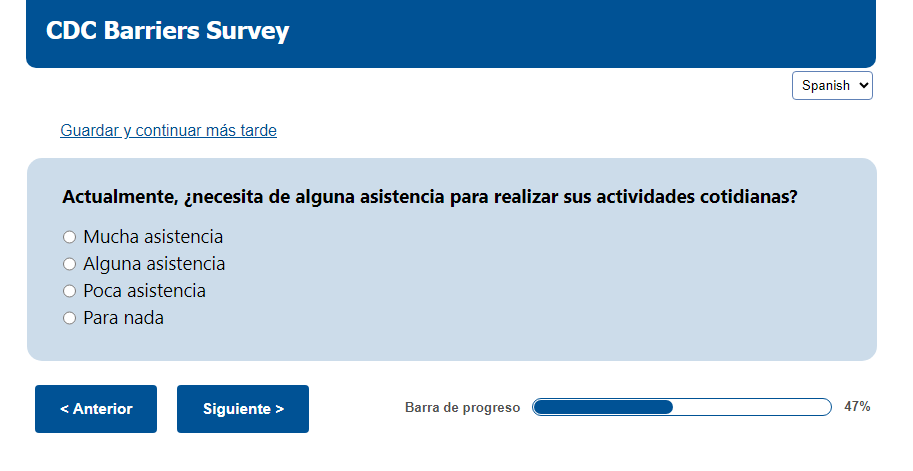 CDC Barriers Survey
Spanish
Guardar y continuar más tarde
Actualmente, ¿necesita de alguna asistencia para realizar sus actividades cotidianas?
Mucha asistencia
Alguna asistencia
Poca asistencia
Para nada
< Anterior
Siguiente >
Barra de progreso
47%